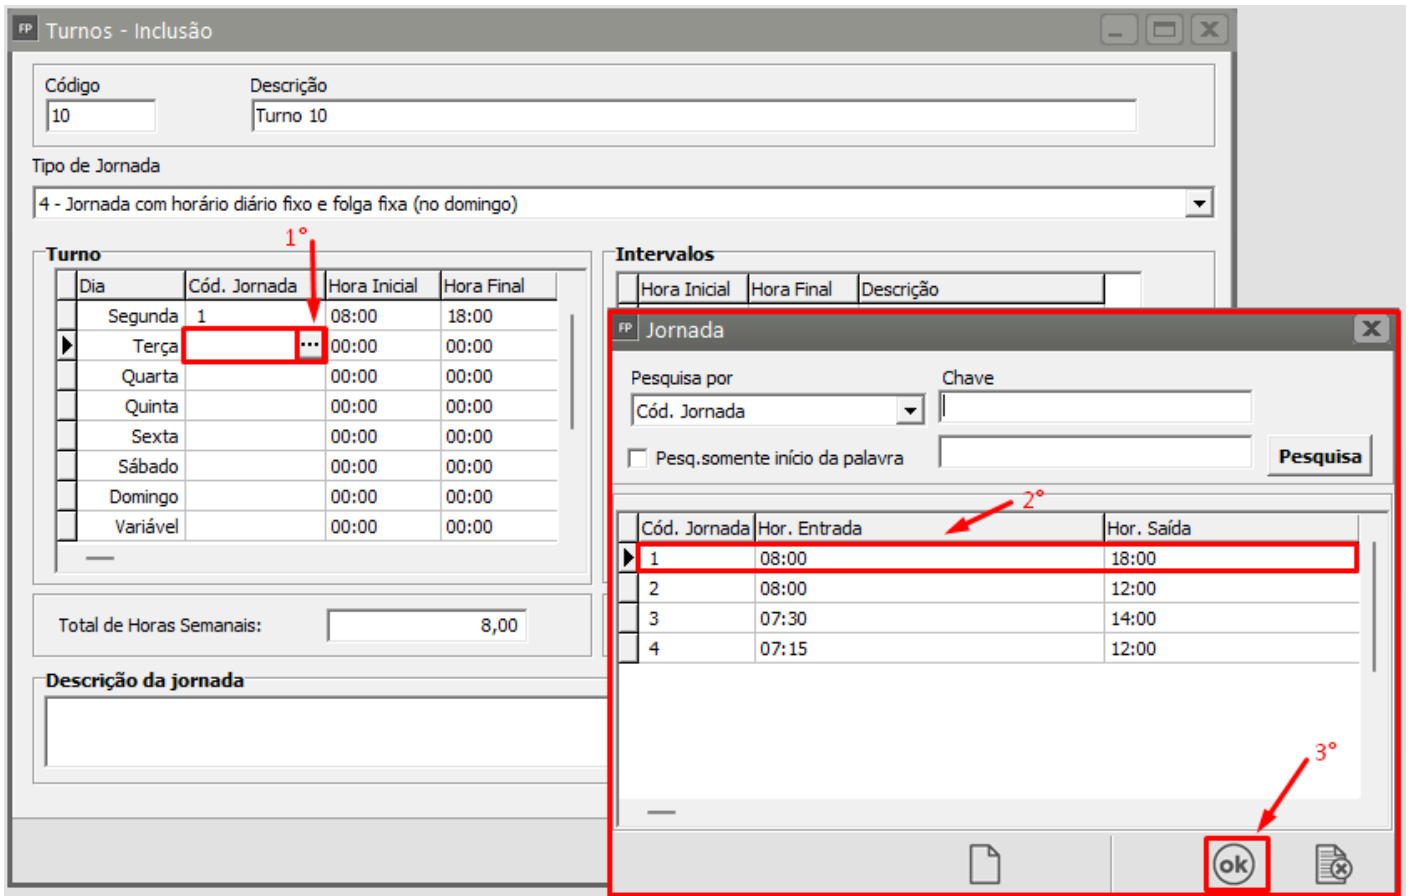 FP Turnos - Inclusão
Código Descrição
10 Turno 10
Tipo de Jornada
4 - Jornada com horário diário fixo e folga fixa (no domingo)
1°
Turno
Dia Cód. Jornada Hora Inicial Hora Final
Segunda 1 08:00 18:00
Terça ... 00:00 00:00
Quarta 00:00 00:00
Quinta 00:00 00:00
Sexta 00:00 00:00
Sábado 00:00 00:00
Domingo 00:00 00:00
Variável 00:00 00:00
Total de Horas Semanais: 8,00
Descrição da jornada
Intervalos
Hora Inicial Hora Final Descrição
FP Jornada
Pesquisa por Chave
Cód. Jornada
Pesq.somente início da palavra Pesquisa
2°
Cód. Jornada Hor. Entrada Hor. Saída
1 08:00 18:00
2 08:00 12:00
3 07:30 14:00
4 07:15 12:00
3°
ok